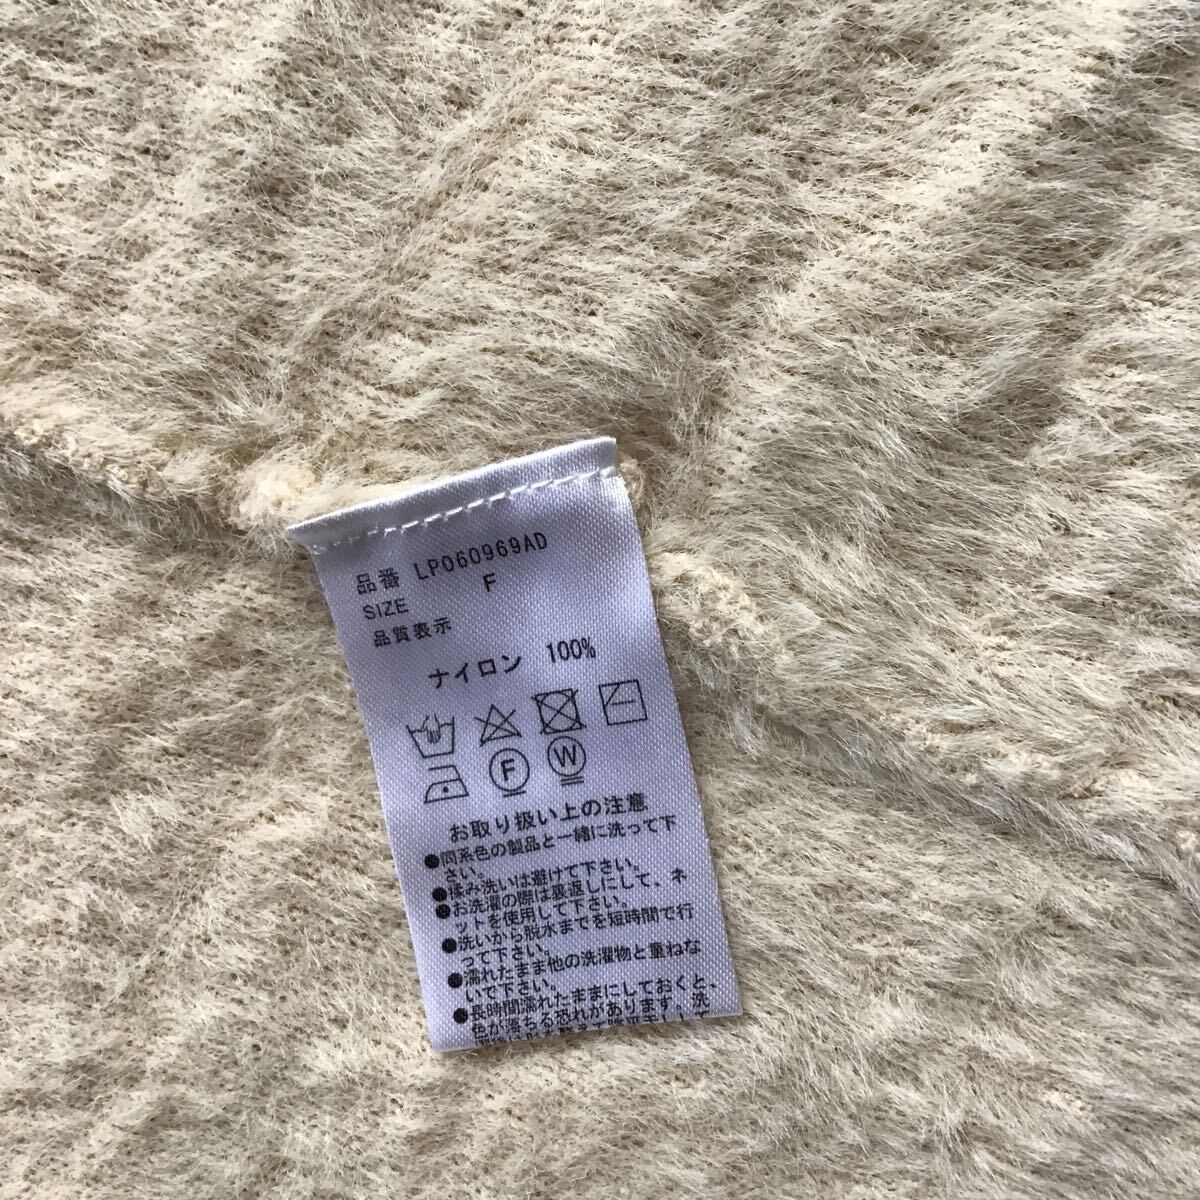 品番 LP060969AD
SIZE F
品質表示
ナイロン 100%
F W
お取り扱い上の注意
●同系色の製品と一緒に洗って下
さい。
●揉み洗いは避けて下さい。
●お洗濯の際は裏返しにして、ネ
ットを使用して下さい。
●洗いから脱水までを短時間で行
って下さい。
●濡れたまま他の洗濯物と重ねな
いで下さい。
●長時間濡れたままにしておくと、
色が落ちる恐れがあります。洗